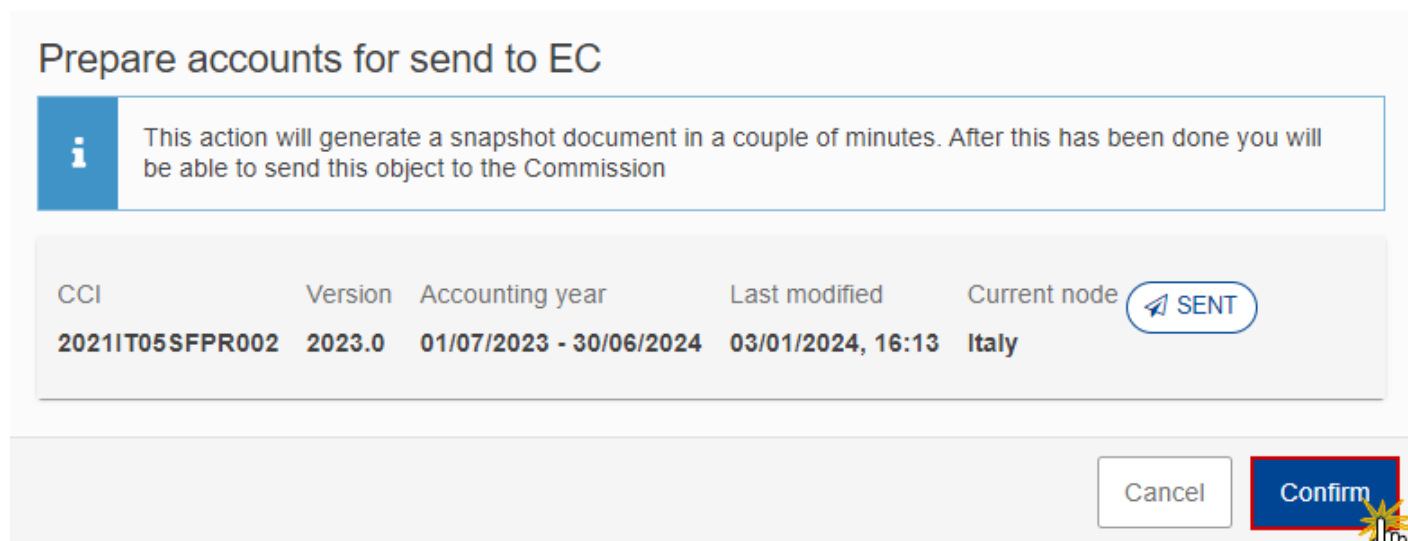 Prepare accounts for send to EC
This action will generate a snapshot document in a couple of minutes. After this has been done you will
be able to send this object to the Commission
CCI Version Accounting year Last modified Current node SENT
2021IT05SFPR002 2023.0 01/07/2023 - 30/06/2024 03/01/2024, 16:13 Italy
Cancel Confirm